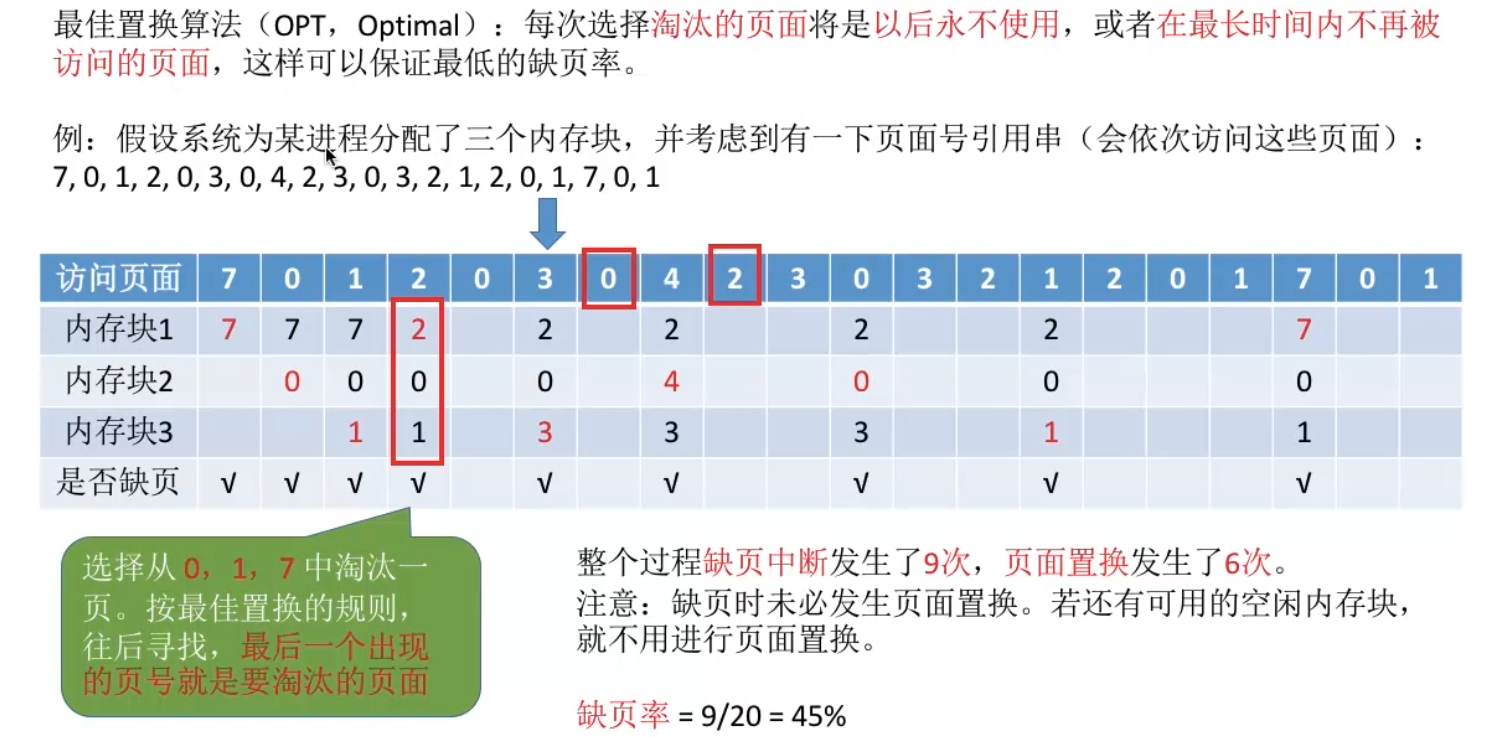 最佳置换算法（OPT，Optimal）：每次选择淘汰的页面将是以后永不使用，或者在最长时间内不再被
访问的页面，这样可以保证最低的缺页率。
例：假设系统为某进程分配了三个内存块，并考虑到有一下页面号引用串（会依次访问这些页面）：
7, 0, 1, 2, 0, 3, 0, 4, 2, 3, 0, 3, 2, 1, 2, 0, 1, 7, 0, 1
访问页面 7 0 1 2 0 3 0 4 2 3 0 3 2 1 2 0 1 7 0 1
内存块1 7 7 7 2 2 2 2 2 7
内存块2 0 0 0 0 4 0 0 0
内存块3 1 1 3 3 3 1 1
是否缺页 √ √ √ √ √ √ √ √ √
选择从 0，1，7 中淘汰一
页。按最佳置换的规则，
往后寻找，最后一个出现
的页号就是要淘汰的页面
整个过程缺页中断发生了9次，页面置换发生了6次。
注意：缺页时未必发生页面置换。若还有可用的空闲内存块，
就不用进行页面置换。
缺页率 = 9/20 = 45%